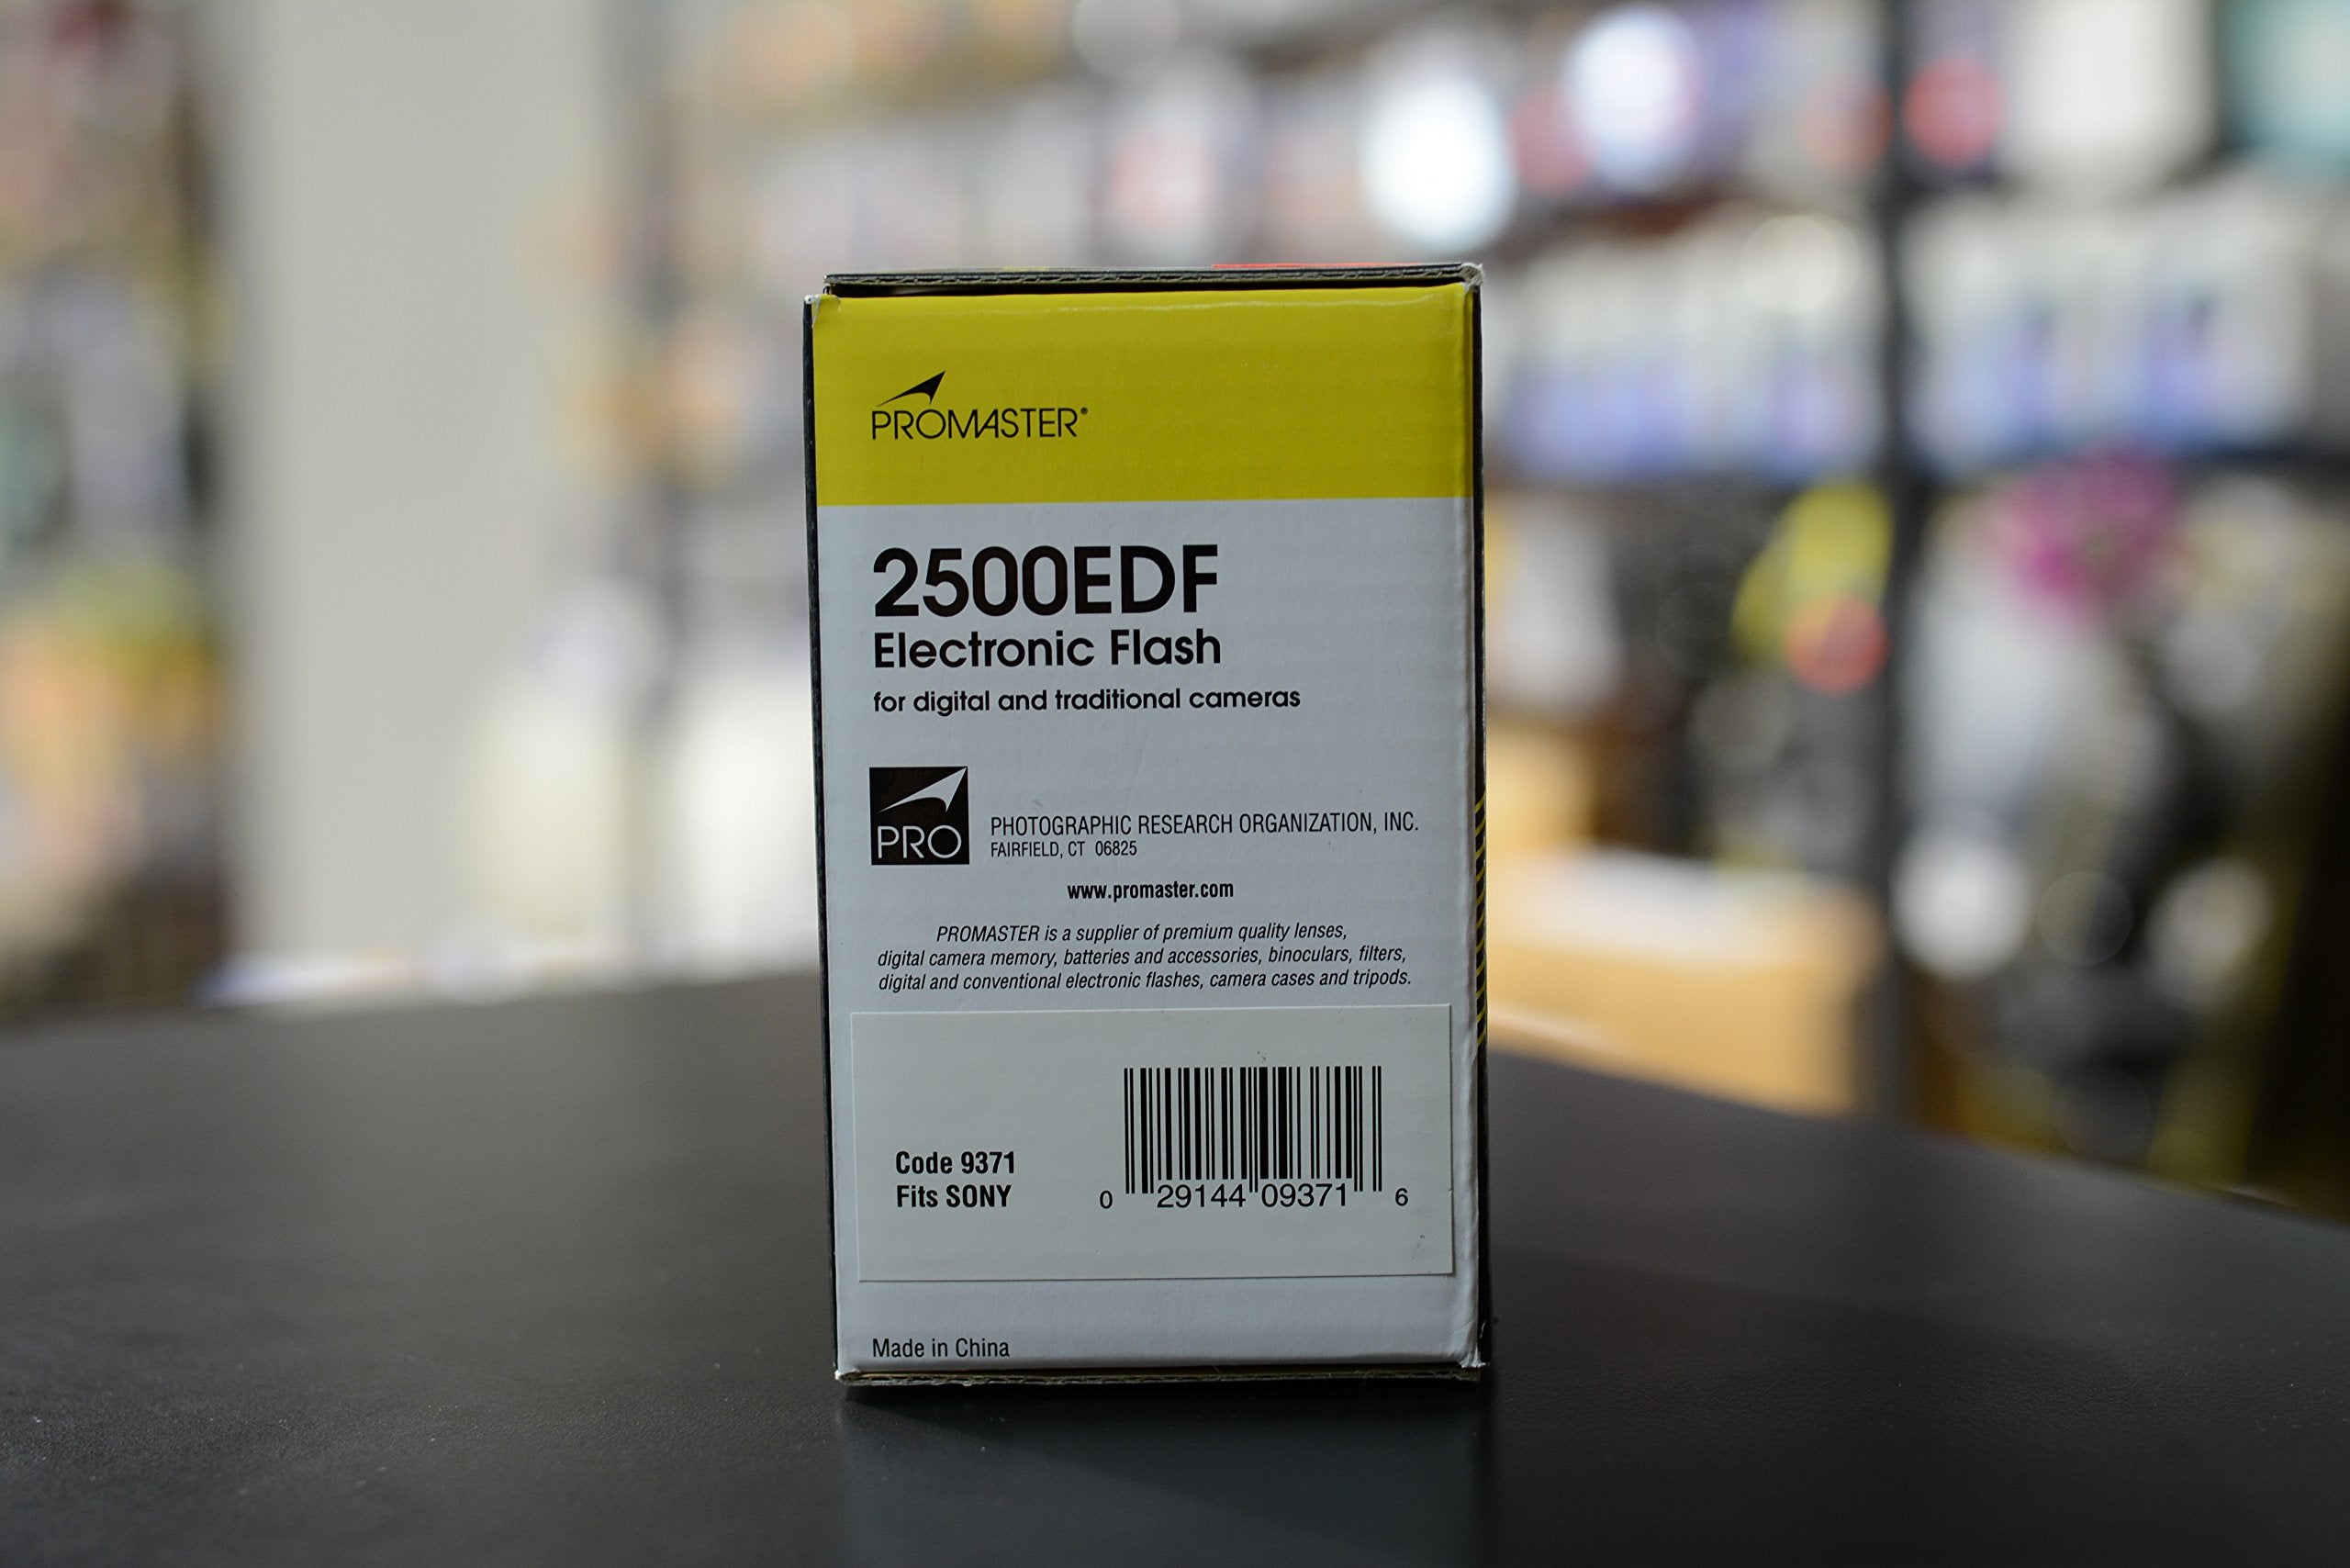 PROMASTER®
2500EDF
Electronic Flash
for digital and traditional cameras
PRO
PHOTOGRAPHIC RESEARCH ORGANIZATION, INC.
FAIRFIELD, CT 06825
www.promaster.com
PROMASTER is a supplier of premium quality lenses,
digital camera memory, batteries and accessories, binoculars, filters,
digital and conventional electronic flashes, camera cases and tripods.
Code 9371
Fits SONY
0 29144 09371 6
Made in China